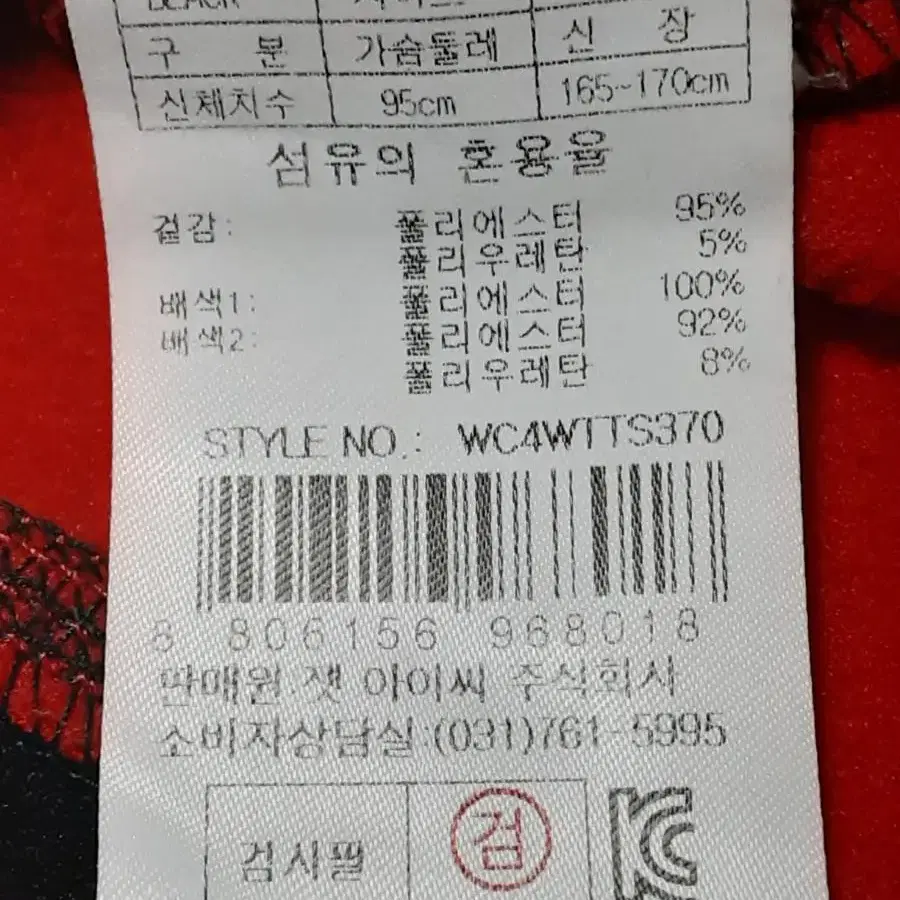 BLACK
구 분 가슴둘레 신 장
신체치수 95cm 165~170cm
섬유의 혼용율
겉감: 폴리에스터 95%
폴리우레탄 5%
배색1: 폴리에스터 100%
배색2: 폴리에스터 92%
폴리우레탄 8%
STYLE NO.: WC4WTTS370
8 806156 968018
판매원.잿 아이씨 주식회사
소비자상담실:(031)761-5995
검사필 검